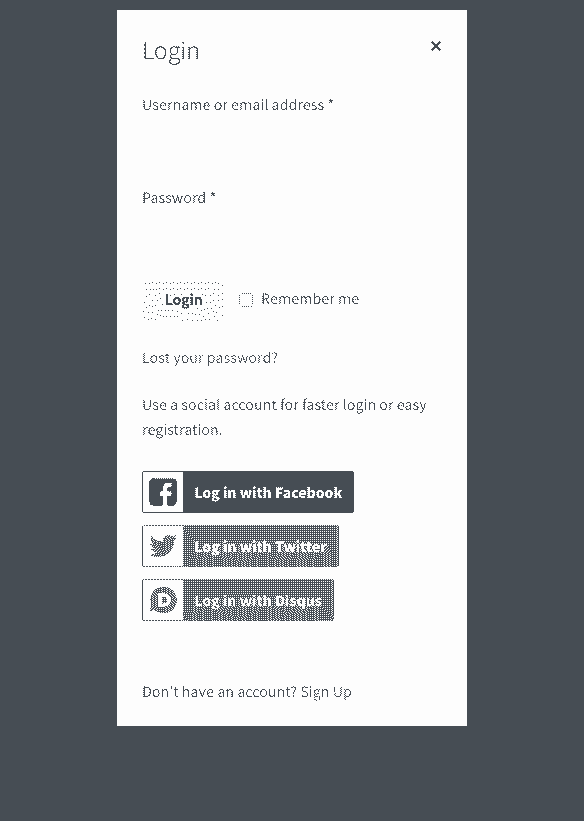 Login
×
Username or email address *
Password *
Login
Remember me
Lost your password?
Use a social account for faster login or easy
registration.
Log in with Facebook
Log in with Twitter
Log in with Disqus
Don't have an account? Sign Up